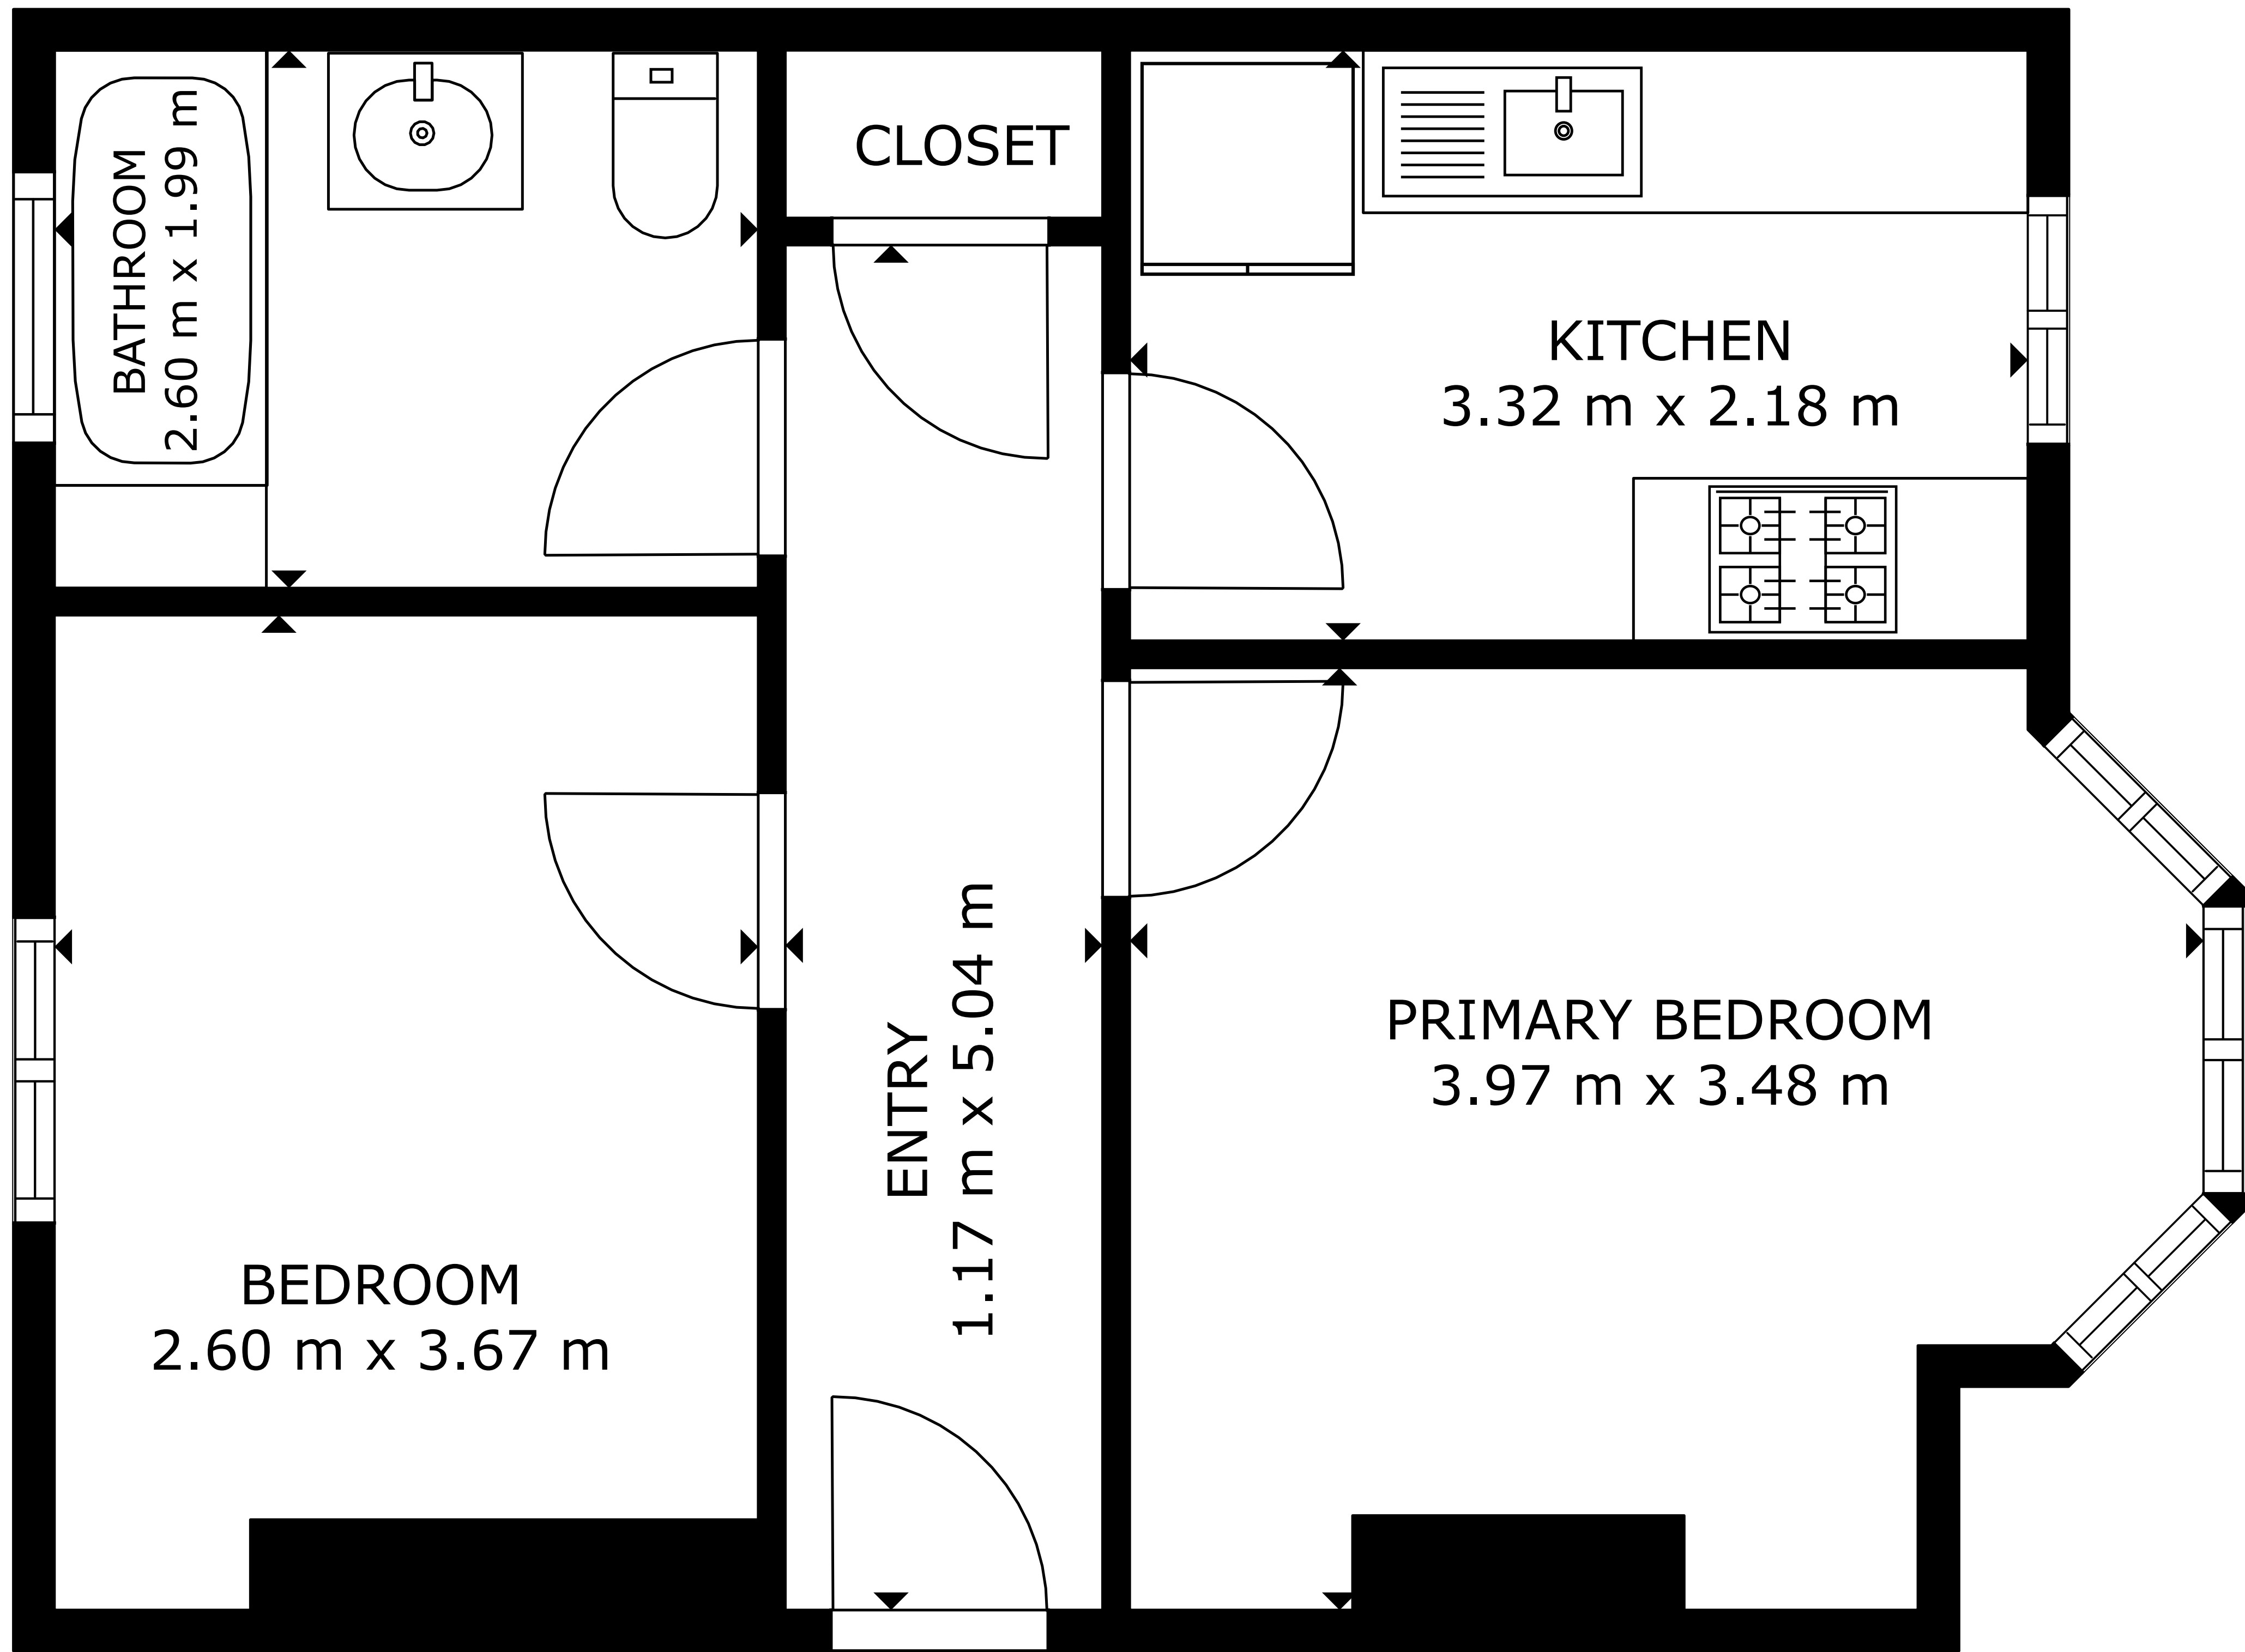 BATHROOM
2.60 m x 1.99 m
CLOSET
KITCHEN
3.32 m x 2.18 m
ENTRY
1.17 m x 5.04 m
PRIMARY BEDROOM
3.97 m x 3.48 m
BEDROOM
2.60 m x 3.67 m